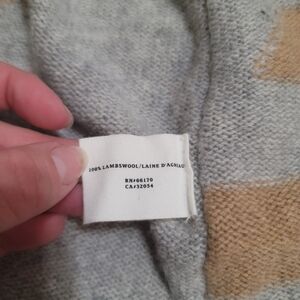 100% LAMBSWOOL/LAINE D'AGNEAU
RN#66170
CA#32054